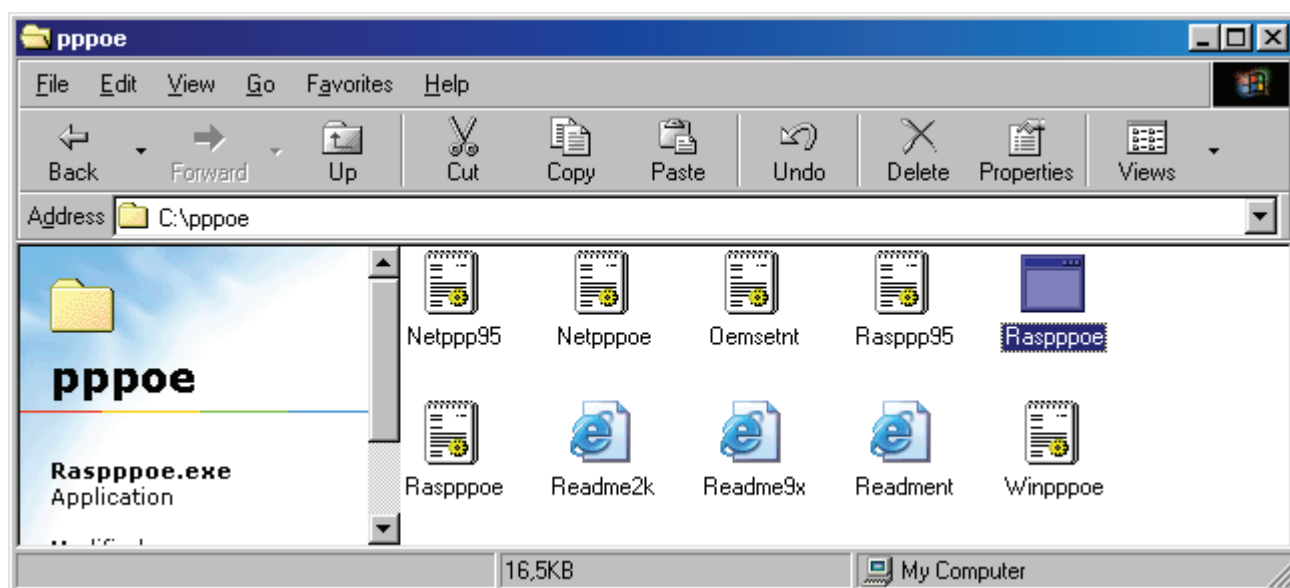 pppoe
File Edit View Go Favorites Help
Back Forward Up Cut Copy Paste Undo Delete Properties Views
Address C:\pppoe
Netppp95 Netpppoe Oemsetnt Rasppp95 Raspppoe
pppoe
Raspppoe.exe
Application
Raspppoe Readme2k Readme9x Readment Winpppoe
16,5KB My Computer